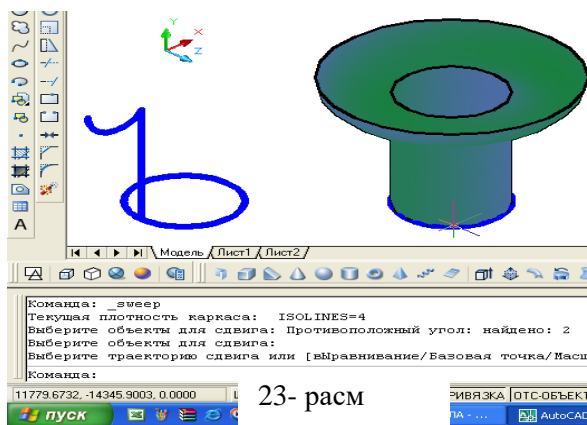 Y
X
Z
A
Модель Лист1 Лист2
Команда: _sweep
Текущая плотность каркаса: ISOLINES=4
Выберите объекты для сдвига: Противоположный угол: найдено: 2
Выберите объекты для сдвига:
Выберите траекторию сдвига или [вЫравнивание/Базовая точка/Масш
Команда:
11779.6732, -14345.9003, 0.0000 РИВЯЗКА ОТС-ОБЪЕКТ
23- расм
пуск ПА - ... AutoCAD